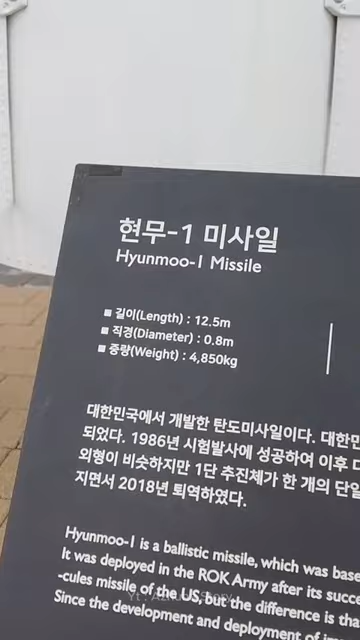 현무-1 미사일
Hyunmoo-1 Missile
■ 길이(Length) : 12.5m
■ 직경(Diameter) : 0.8m
■ 중량(Weight) : 4,850kg
대한민국에서 개발한 탄도미사일이다. 대한민
되었다. 1986년 시험발사에 성공하여 이후
외형이 비슷하지만 1단 추진체가 한 개의 단일
지면서 2018년 퇴역하였다.
Hyunmoo-1 is a ballistic missile, which was base
It was deployed in the ROK Army after its succe
-cules missile of the US, but the difference is tha
Since the development and deployment of